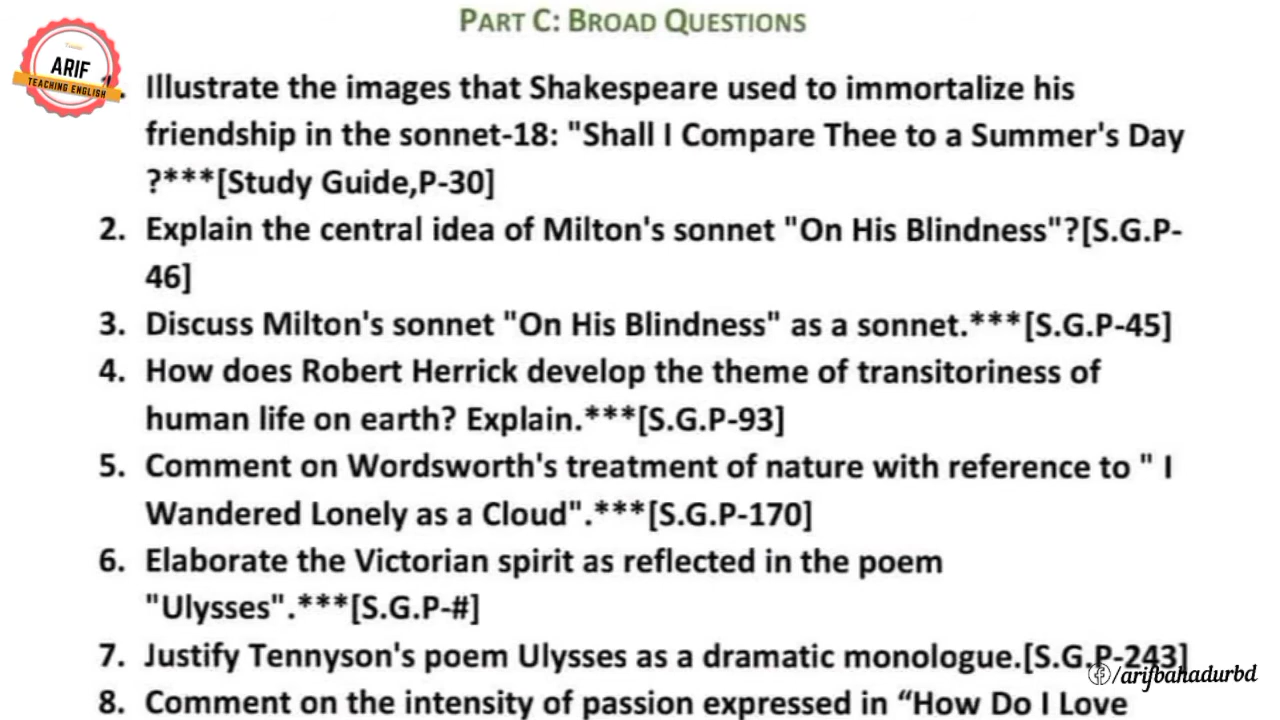 PART C: BROAD QUESTIONS
ARIF
TEACHING ENGLISH
1. Illustrate the images that Shakespeare used to immortalize his
friendship in the sonnet-18: "Shall I Compare Thee to a Summer's Day
?***[Study Guide,P-30]
2. Explain the central idea of Milton's sonnet "On His Blindness"?[S.G.P-
46]
3. Discuss Milton's sonnet "On His Blindness" as a sonnet.***[S.G.P-45]
4. How does Robert Herrick develop the theme of transitoriness of
human life on earth? Explain.***[S.G.P-93]
5. Comment on Wordsworth's treatment of nature with reference to " I
Wandered Lonely as a Cloud".***[S.G.P-170]
6. Elaborate the Victorian spirit as reflected in the poem
"Ulysses".***[S.G.P-#]
7. Justify Tennyson's poem Ulysses as a dramatic monologue.[S.G.P-243]
/arifbahadurbd
8. Comment on the intensity of passion expressed in “How Do I Love